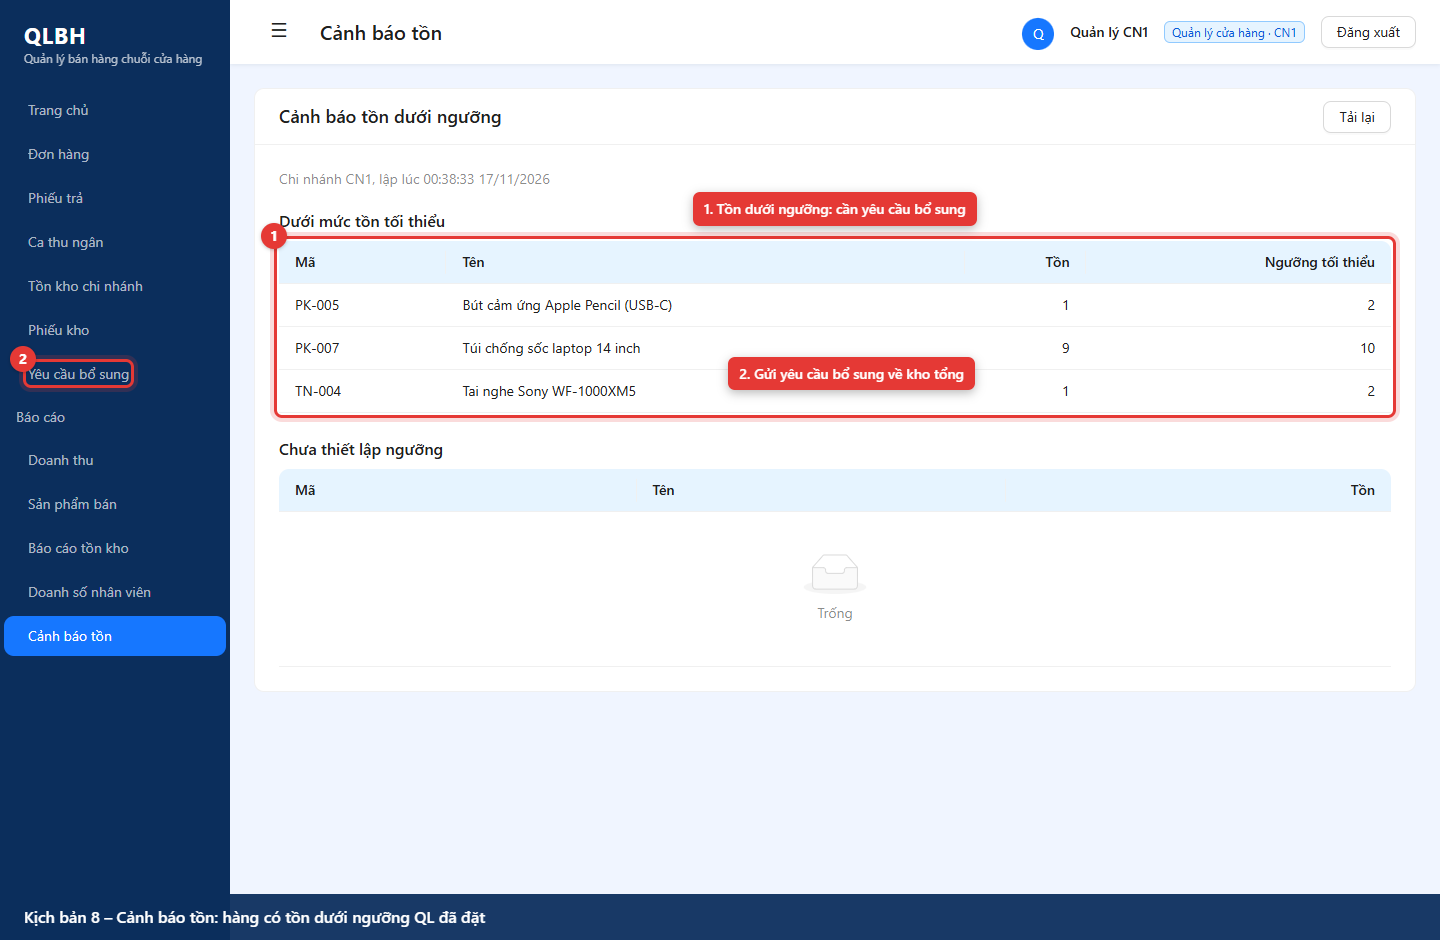 QLBH
Quản lý bán hàng chuỗi cửa hàng
Trang chủ
Đơn hàng
Phiếu trả
Ca thu ngân
Tồn kho chi nhánh
Phiếu kho
2
Yêu cầu bổ sung
Báo cáo
Doanh thu
Sản phẩm bán
Báo cáo tồn kho
Doanh số nhân viên
Cảnh báo tồn
Cảnh báo tồn
Q
Quản lý CN1
Quản lý cửa hàng · CN1
Đăng xuất
Cảnh báo tồn dưới ngưỡng
Tải lại
Chi nhánh CN1, lập lúc 00:38:33 17/11/2026
1. Tồn dưới ngưỡng: cần yêu cầu bổ sung
Dưới mức tồn tối thiểu
1
Mã Tên Tồn Ngưỡng tối thiểu
PK-005 Bút cảm ứng Apple Pencil (USB-C) 1 2
PK-007 Túi chống sốc laptop 14 inch 9 10
2. Gửi yêu cầu bổ sung về kho tổng
TN-004 Tai nghe Sony WF-1000XM5 1 2
Chưa thiết lập ngưỡng
Mã Tên Tồn
Trống
Kịch bản 8 – Cảnh báo tồn: hàng có tồn dưới ngưỡng QL đã đặt